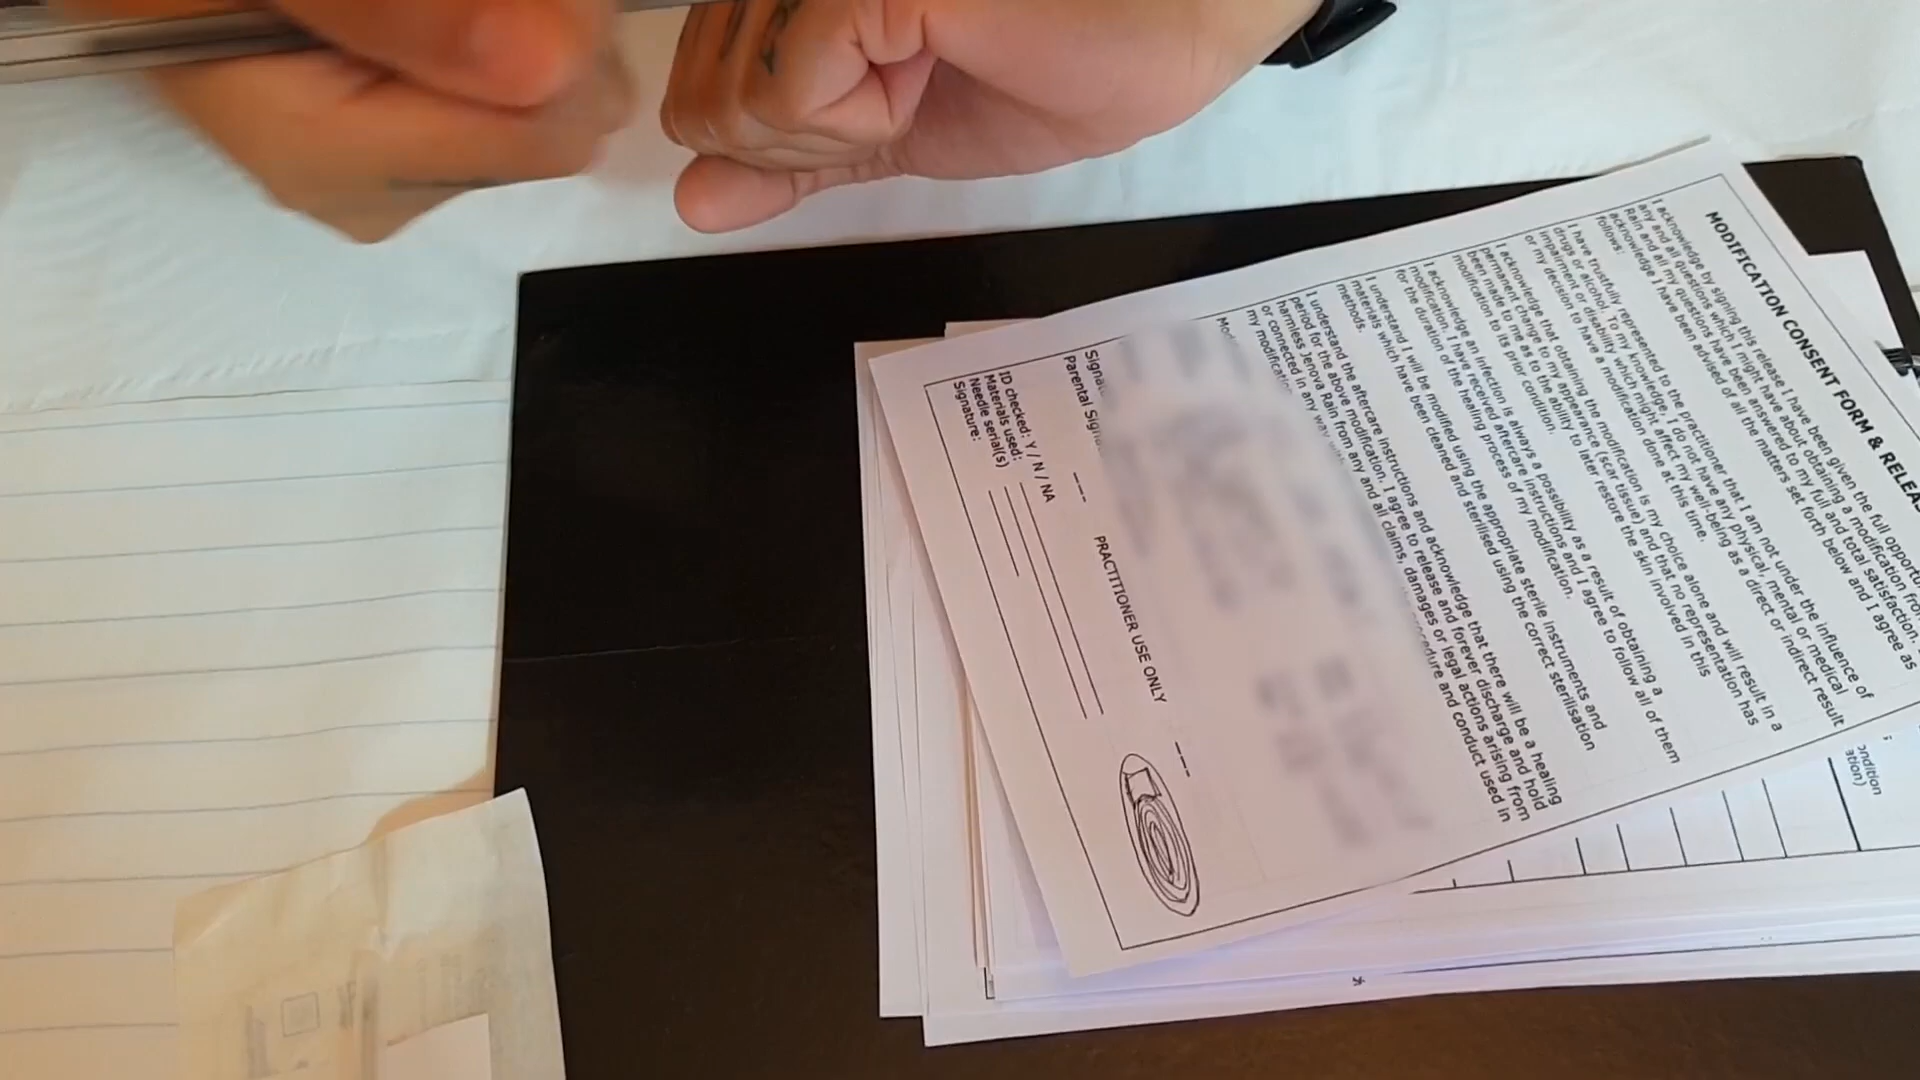 MODIFICATION CONSENT FORM & RELEAS
I acknowledge by signing this release I have been given the full opportu
any and all questions which I might have about obtaining a modification fro
Rain and all my questions have been answered to my full and total satisfaction.
acknowledge I have been advised of all the matters set forth below and I agree as
follows:
I have trustfully represented to the practitioner that I am not under the influence of
drugs or alcohol. To my knowledge, I do not have any physical, mental or medical
impairment or disability which might affect my well-being as a direct or indirect result
or my decision to have a modification done at this time.
I acknowledge that obtaining the modification is my choice alone and will result in a
permanent change to my appearance (scar tissue) and that no representation has
been made to me as to the ability to later restore the skin involved in this
modification to its prior condition.
I acknowledge an infection is always a possibility as a result of obtaining a
modification. I have received aftercare instructions and I agree to follow all of them
for the duration of the healing process of my modification.
I understand I will be modified using the appropriate sterile instruments and
materials which have been cleaned and sterilised using the correct sterilisation
methods.
I understand the aftercare instructions and acknowledge that there will be a healing
period for the above modification. I agree to release and forever discharge and hold
harmless Jenova Rain from any and all claims, damages or legal actions arising from
or connected in any way with procedure and conduct used in
my modification
Signa
Parental Signa
PRACTITIONER USE ONLY
ID checked: Y / N / NA
Materials used:
Needle serial(s)
Signature:
ondition
ation)